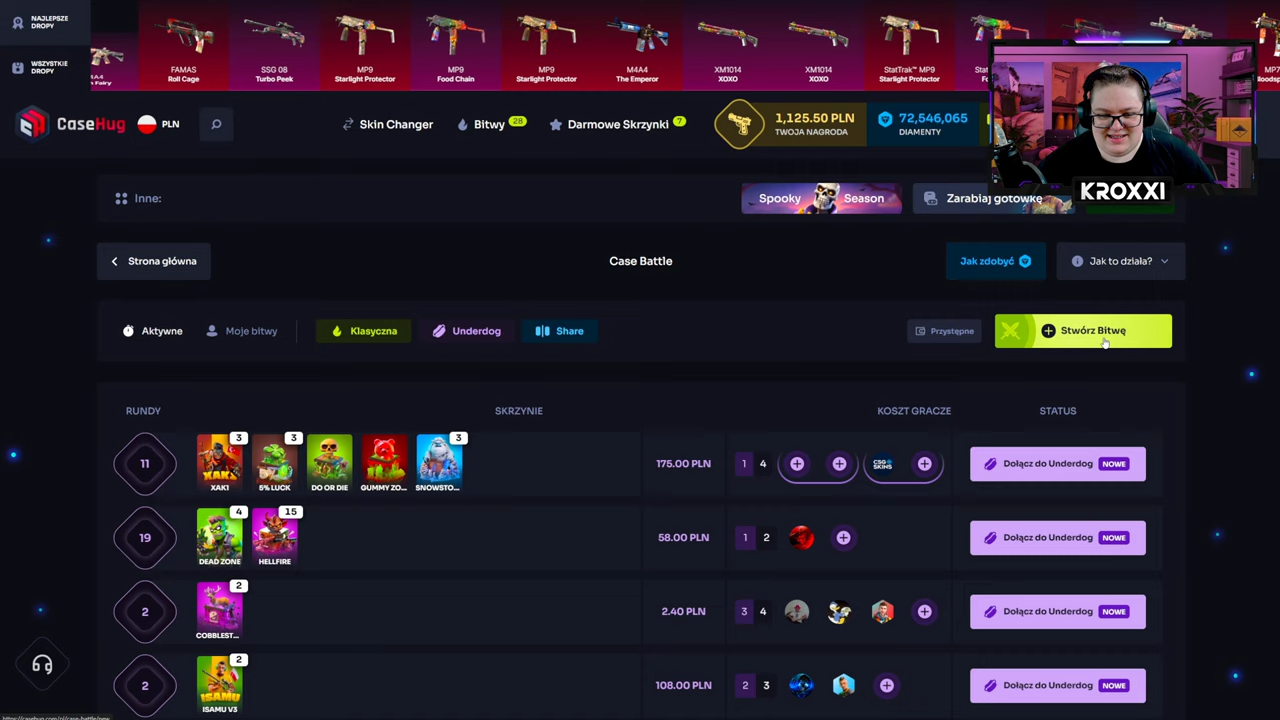 NAJLEPSZE
DROPY
WSZYSTKIE
DROPY
FAMAS
Roll Cage
SSG 08
Turbo Peek
MP9
Starlight Protector
MP9
Food Chain
MP9
Starlight Protector
M4A4
The Emperor
XM1014
XOXO
XM1014
XOXO
StatTrak™ MP9
Starlight Protector
CaseHug
PLN
Skin Changer
Bitwy 28
Darmowe Skrzynki 7
1,125.50 PLN
TWOJA NAGRODA
72,546,065
DIAMENTY
KROXXI
Inne:
Spooky Season
Zarabiaj gotówkę
Strona główna
Case Battle
Jak zdobyć
Jak to działa?
Aktywne
Moje bitwy
Klasyczna
Underdog
Share
Przystępne
Stwórz Bitwę
RUNDY SKRZYNIE KOSZT GRACZE STATUS
11
3 3 3
XAKI 5% LUCK DO OR DIE GUMMY ZO... SNOWSTO...
175.00 PLN
1 4
CSG SKINS
Dołącz do Underdog NOWE
19
4 15
DEAD ZONE HELLFIRE
58.00 PLN
1 2
Dołącz do Underdog NOWE
2
2
COBBLEST...
2.40 PLN
3 4
Dołącz do Underdog NOWE
2
2
ISAMU
ISAMU V3
108.00 PLN
2 3
Dołącz do Underdog NOWE